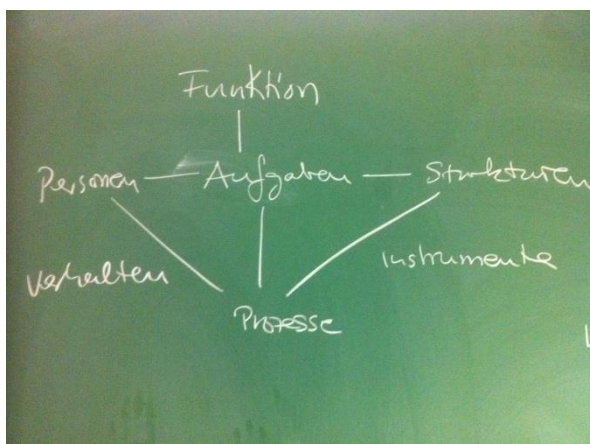 Funktion
Personen — Aufgaben — Strukturen
Verhalten
Instrumente
Prozesse